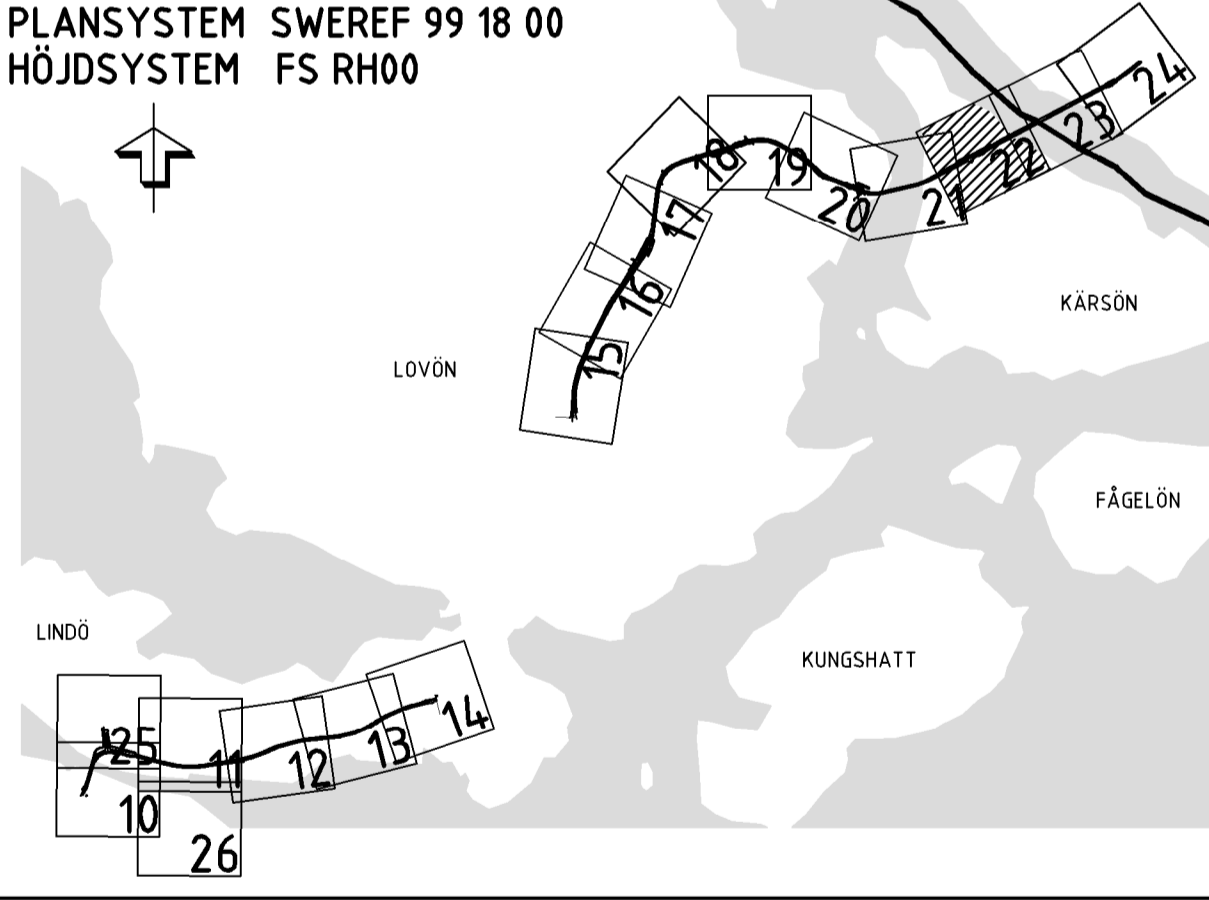 PLANSYSTEM SWEREF 99 18 00
HÖJDSYSTEM FS RH00
24
23
22
21
20
19
18
17
16
15
KÄRSÖN
LOVÖN
FÅGELÖN
LINDÖ
KUNGSHATT
14
13
12
11
25
10
26